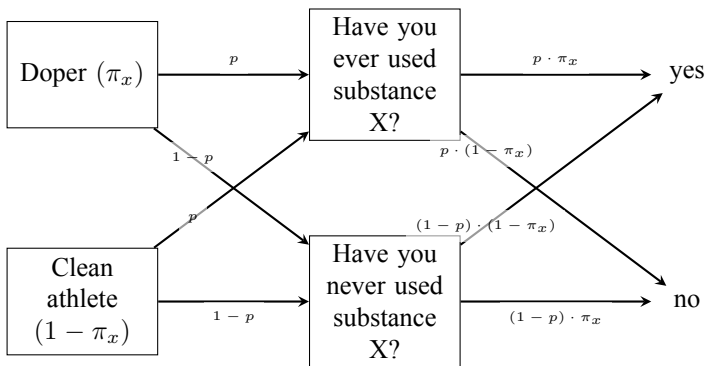 Doper (π_x)
p
Have you
ever used
substance
X?
p · π_x
yes
1 − p
p · (1 − π_x)
p
(1 − p) · (1 − π_x)
Clean
athlete
(1 − π_x)
1 − p
Have you
never used
substance
X?
(1 − p) · π_x
no